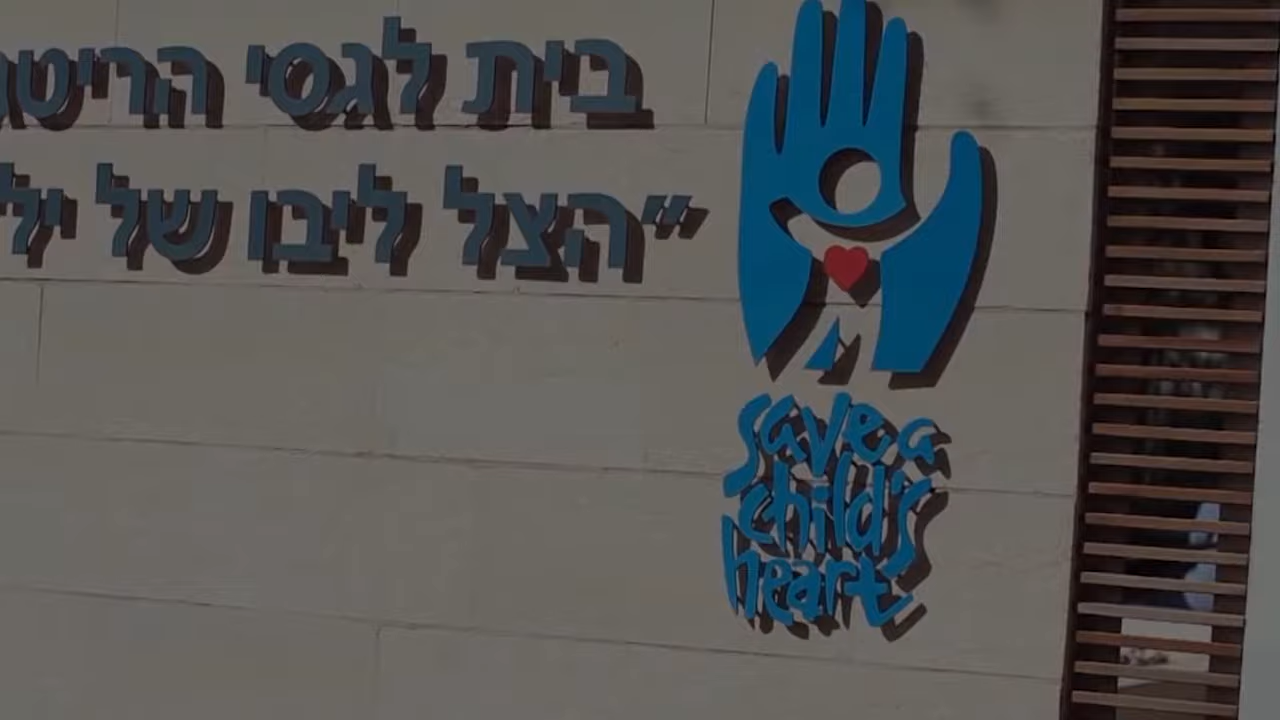 בית לגסי
״הצל ליבו של
save a
child's
heart